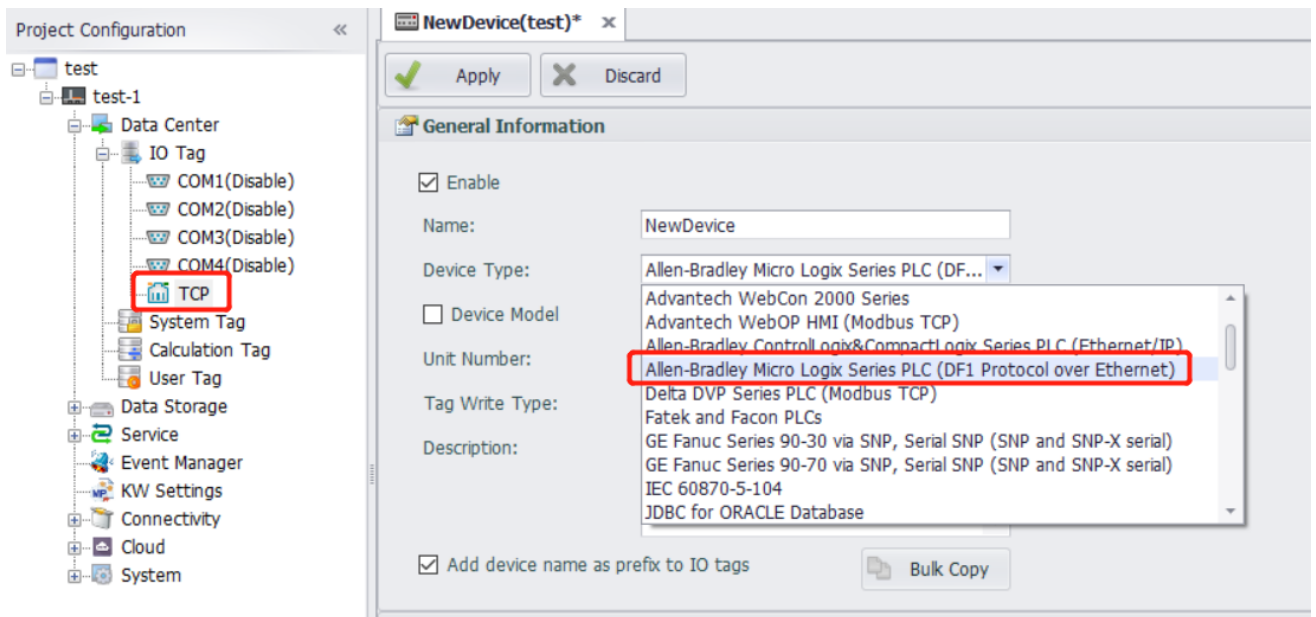 Project Configuration «
test
test-1
Data Center
IO Tag
COM1(Disable)
COM2(Disable)
COM3(Disable)
COM4(Disable)
TCP
System Tag
Calculation Tag
User Tag
Data Storage
Service
Event Manager
KW Settings
Connectivity
Cloud
System
NewDevice(test)* x
Apply Discard
General Information
Enable
Name: NewDevice
Device Type: Allen-Bradley Micro Logix Series PLC (DF...
Device Model
Unit Number:
Tag Write Type:
Description:
Advantech WebCon 2000 Series
Advantech WebOP HMI (Modbus TCP)
Allen-Bradley ControlLogix&CompactLogix Series PLC (Ethernet/IP)
Allen-Bradley Micro Logix Series PLC (DF1 Protocol over Ethernet)
Delta DVP Series PLC (Modbus TCP)
Fatek and Facon PLCs
GE Fanuc Series 90-30 via SNP, Serial SNP (SNP and SNP-X serial)
GE Fanuc Series 90-70 via SNP, Serial SNP (SNP and SNP-X serial)
IEC 60870-5-104
JDBC for ORACLE Database
Add device name as prefix to IO tags
Bulk Copy